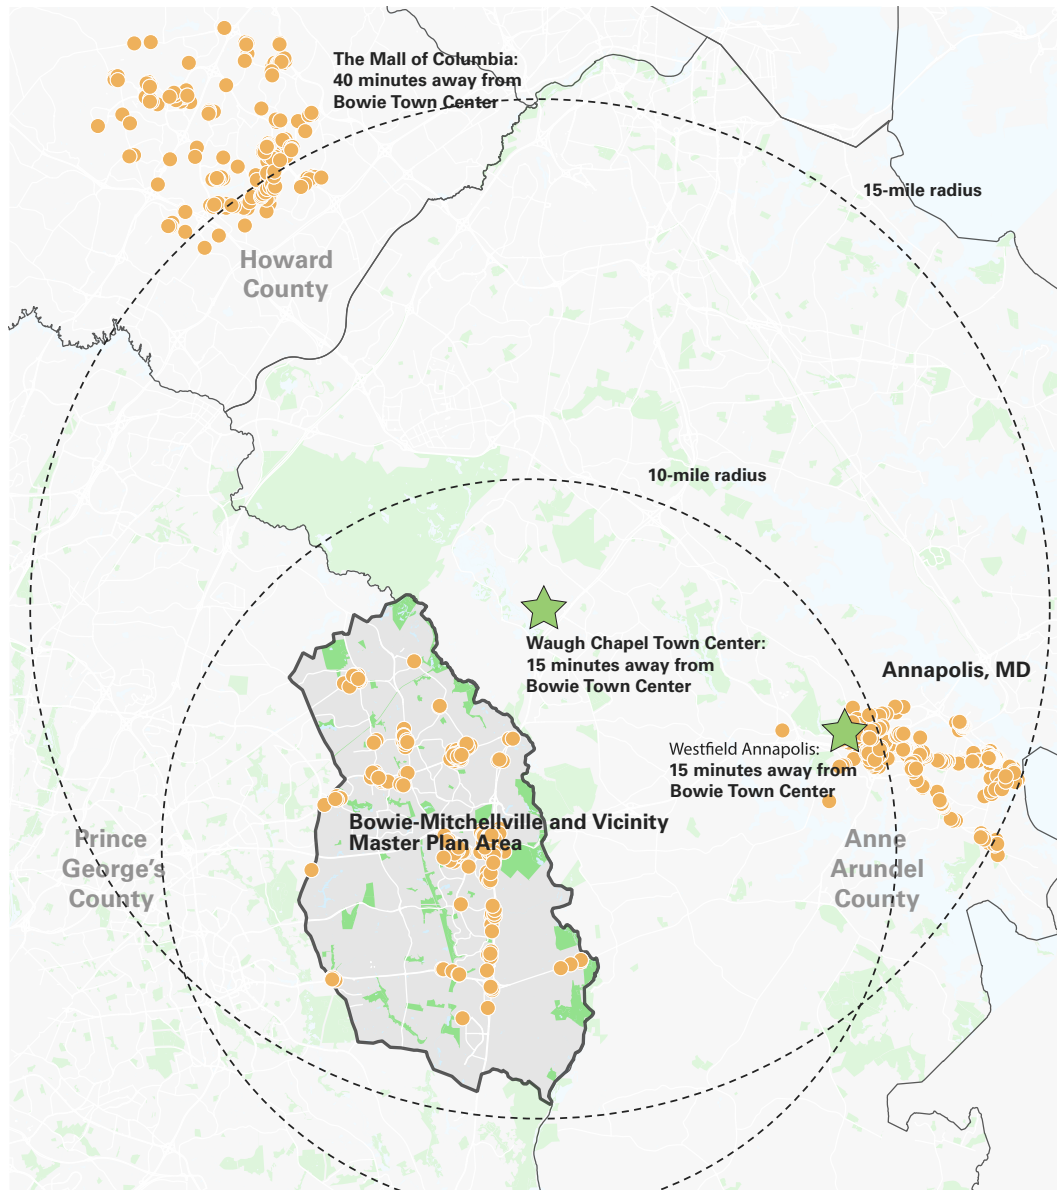 The Mall of Columbia:
40 minutes away from
Bowie Town Center
15-mile radius
Howard
County
10-mile radius
Waugh Chapel Town Center:
15 minutes away from
Bowie Town Center
Annapolis, MD
Westfield Annapolis:
15 minutes away from
Bowie Town Center
Bowie-Mitchellville and Vicinity
Master Plan Area
Prince
George's
County
Anne
Arundel
County